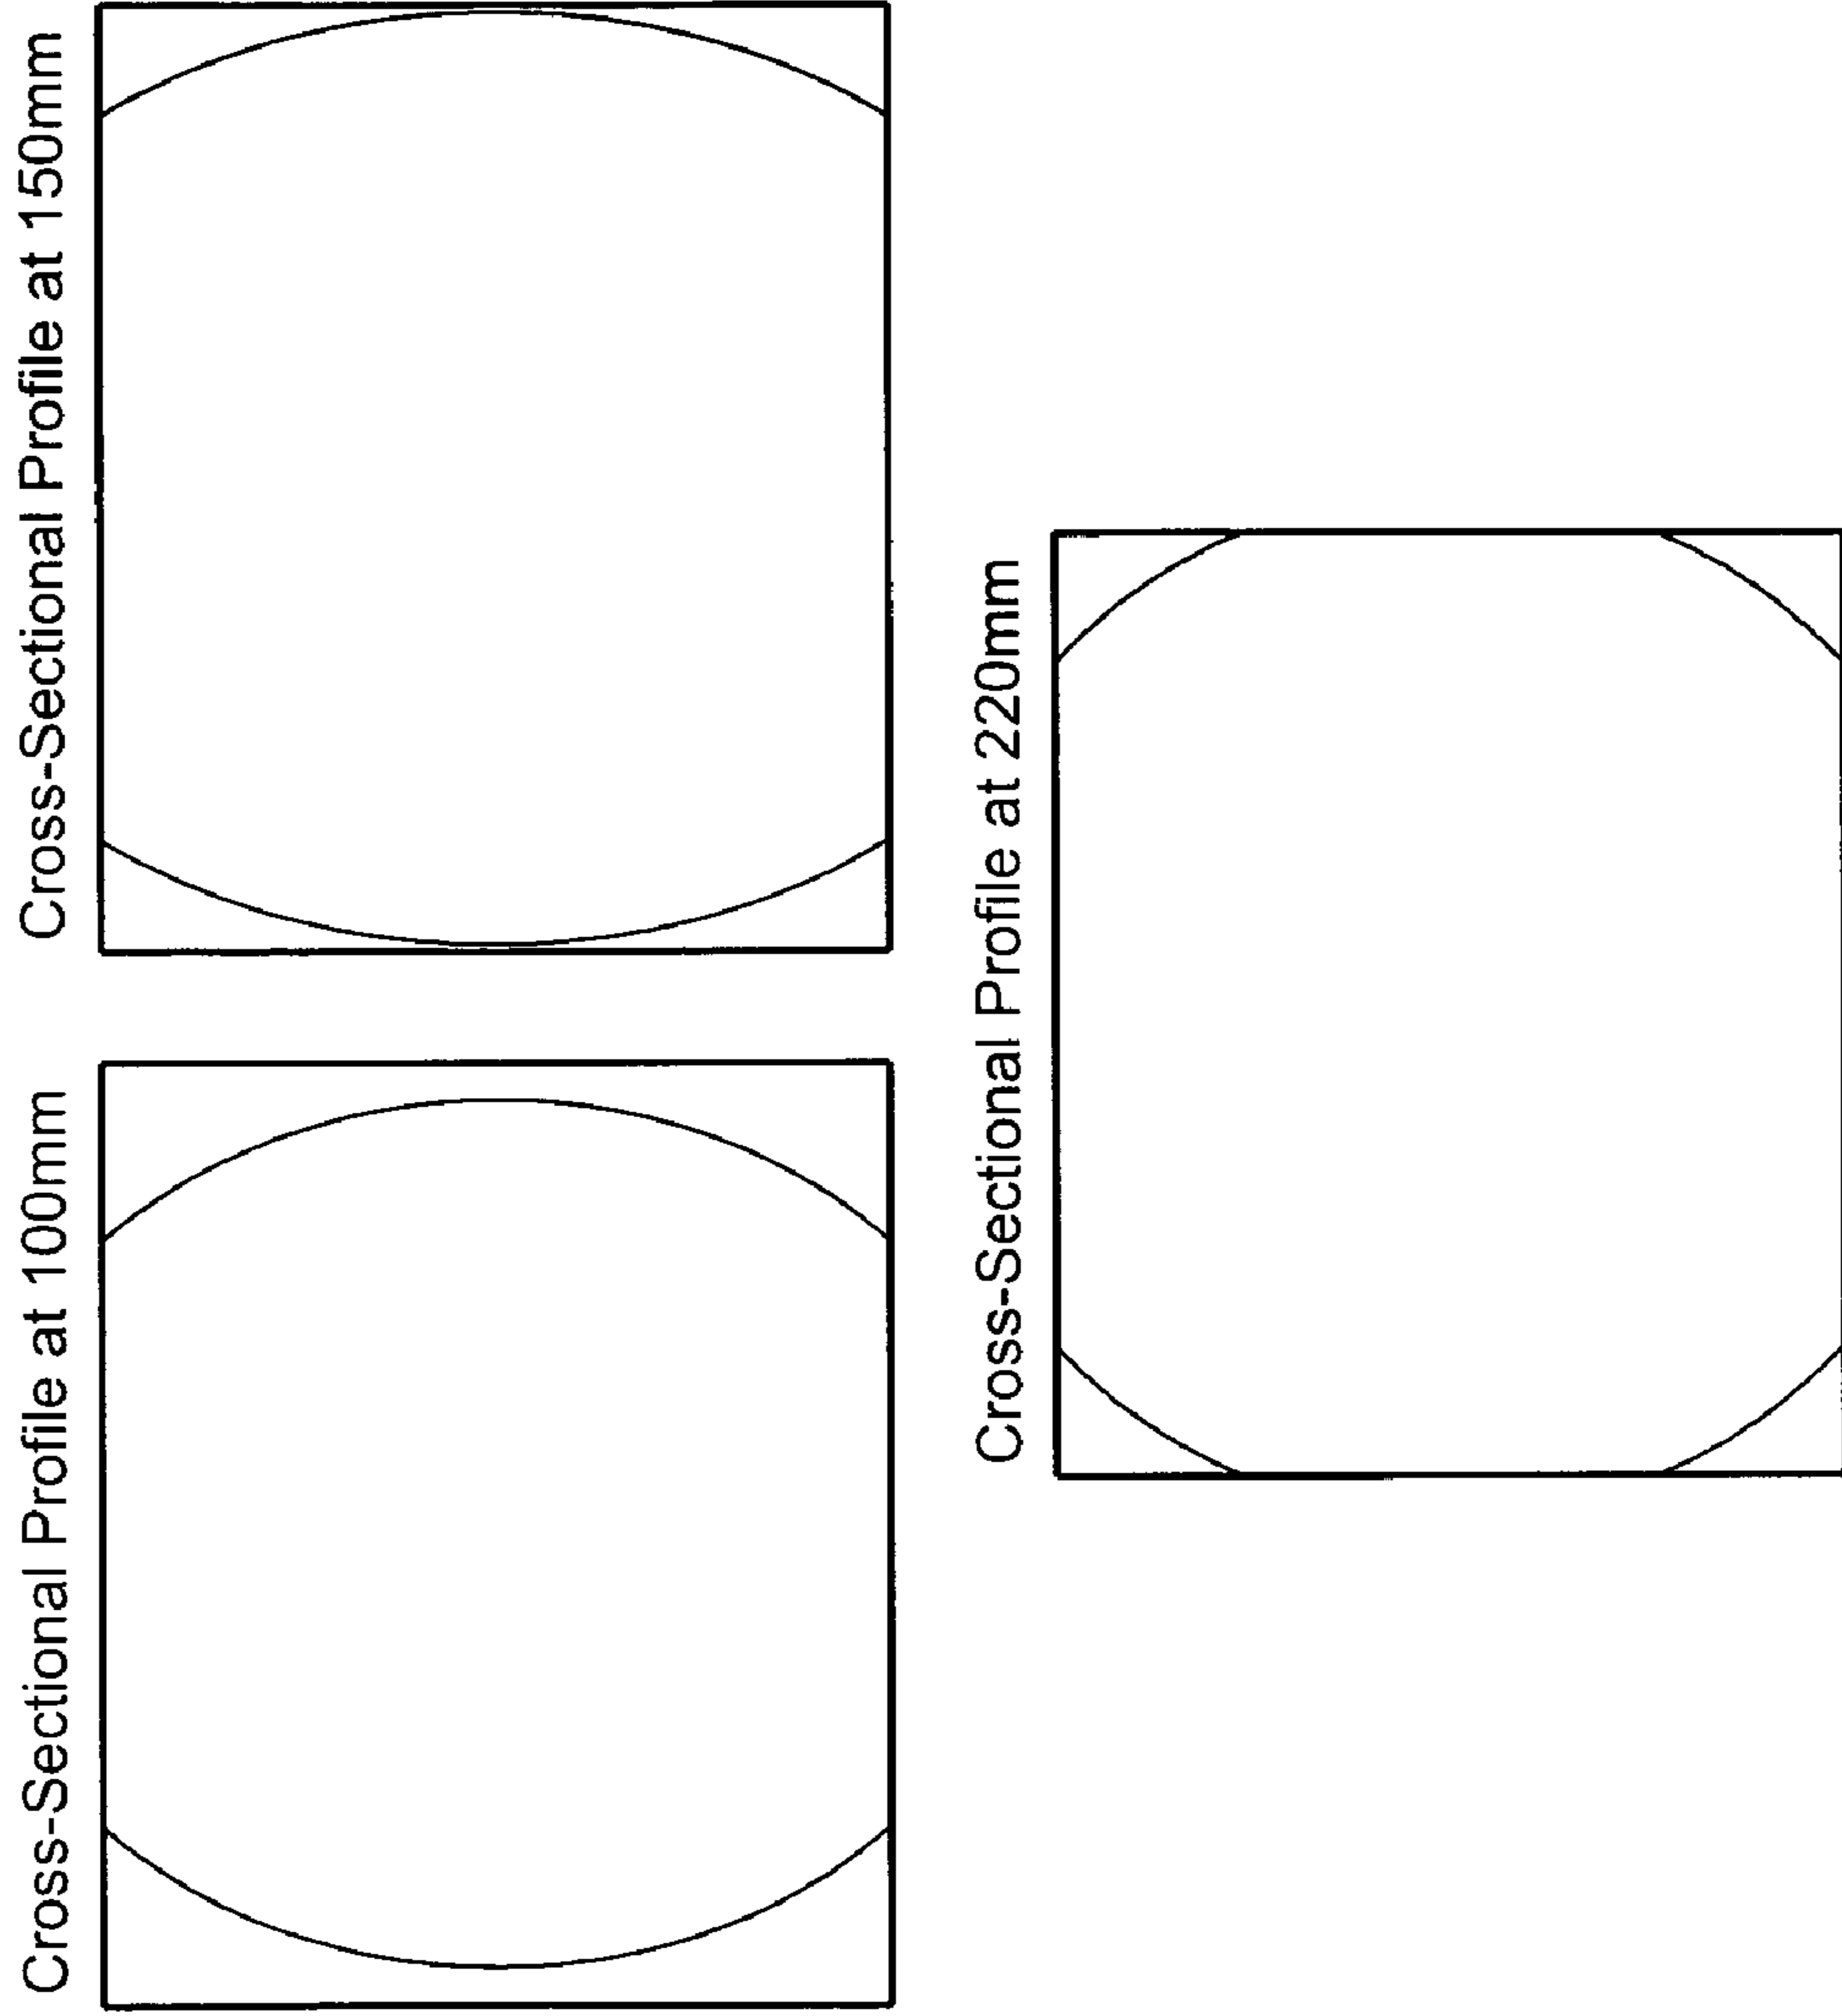 Cross-Sectional Profile at 100mm
Cross-Sectional Profile at 150mm
Cross-Sectional Profile at 220mm